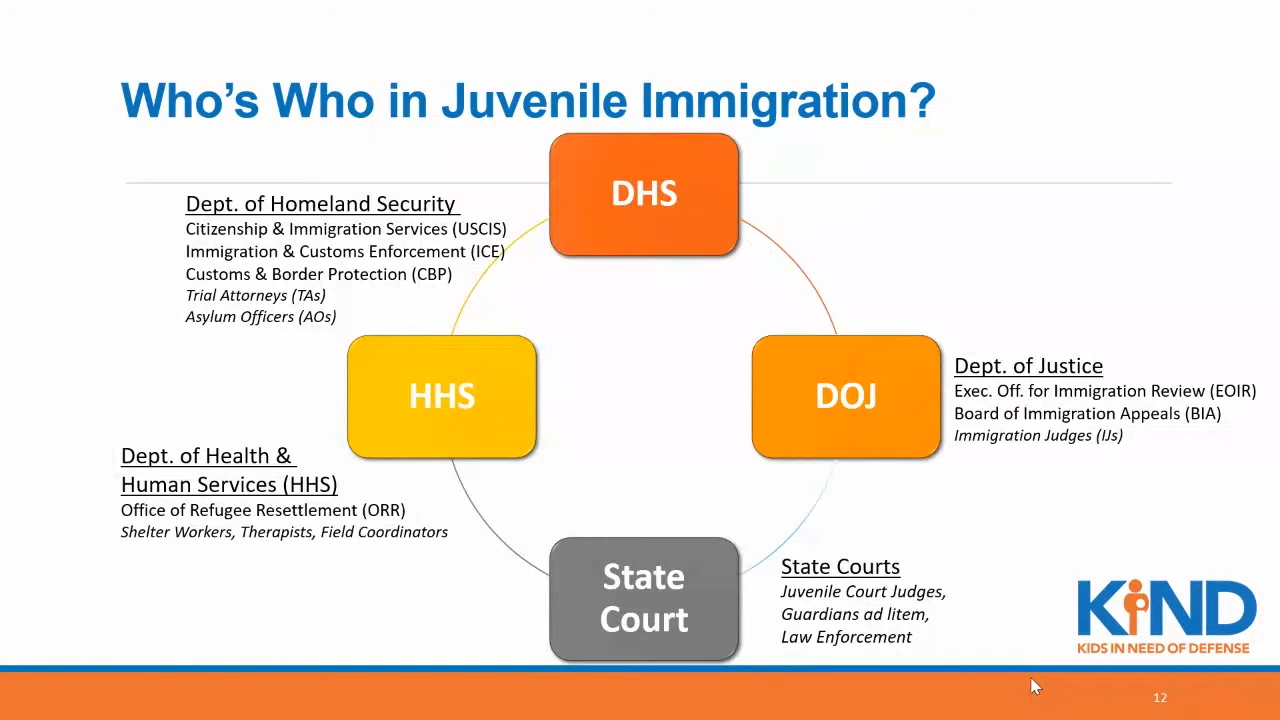 Who's Who in Juvenile Immigration?
DHS
Dept. of Homeland Security
Citizenship & Immigration Services (USCIS)
Immigration & Customs Enforcement (ICE)
Customs & Border Protection (CBP)
Trial Attorneys (TAs)
Asylum Officers (AOs)
HHS
DOJ
Dept. of Justice
Exec. Off. for Immigration Review (EOIR)
Board of Immigration Appeals (BIA)
Immigration Judges (IJs)
Dept. of Health &
Human Services (HHS)
Office of Refugee Resettlement (ORR)
Shelter Workers, Therapists, Field Coordinators
State
Court
State Courts
Juvenile Court Judges,
Guardians ad litem,
Law Enforcement
KiND
KIDS IN NEED OF DEFENSE
12